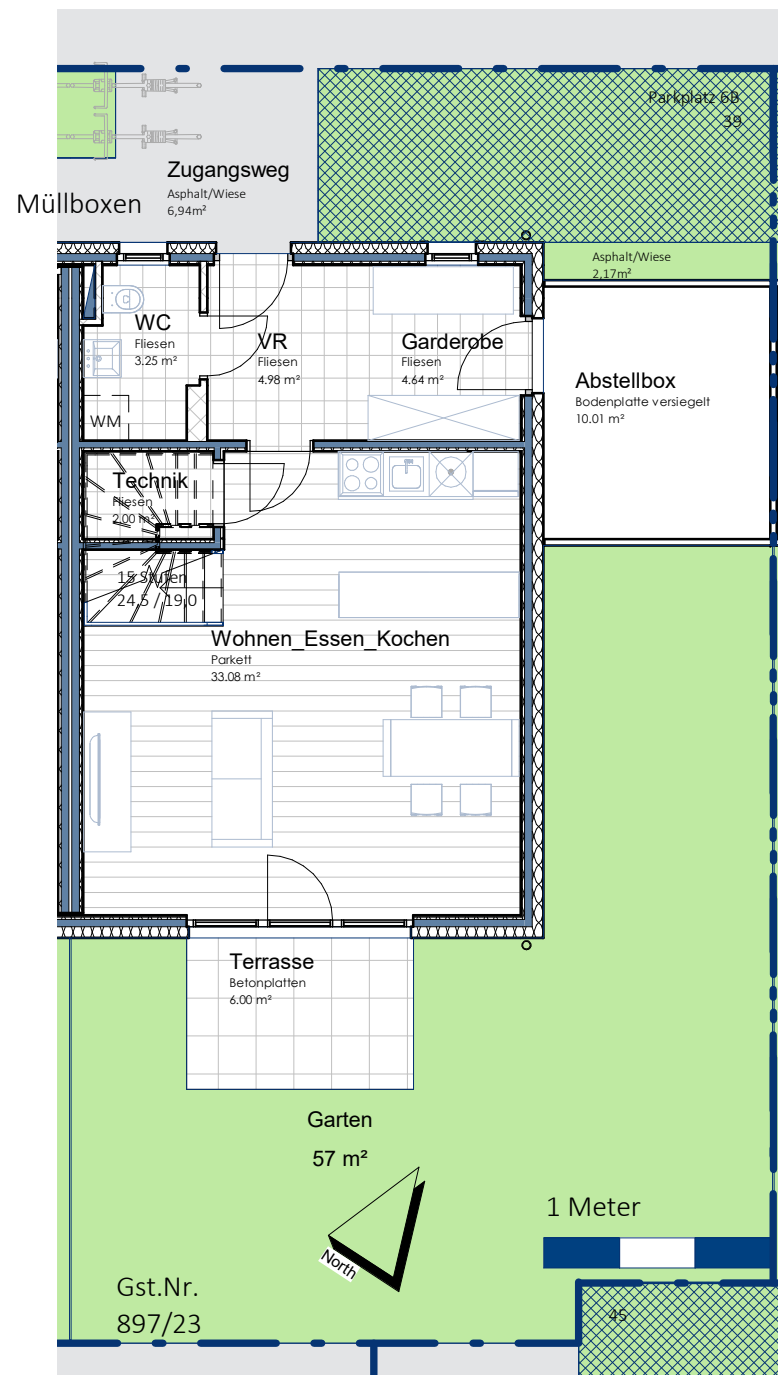 Parkplatz 6B
39
Zugangsweg
Asphalt/Wiese
6,94m²
Müllboxen
Asphalt/Wiese
2,17m²
WC
Fliesen
3.25 m²
VR
Fliesen
4.98 m²
Garderobe
Fliesen
4.64 m²
Abstellbox
Bodenplatte versiegelt
10.01 m²
WM
Technik
Fliesen
2.00 m²
15 Stufen
24,5 / 19,0
Wohnen_Essen_Kochen
Parkett
33.08 m²
Terrasse
Betonplatten
6.00 m²
Garten
57 m²
North
1 Meter
Gst.Nr.
897/23
45